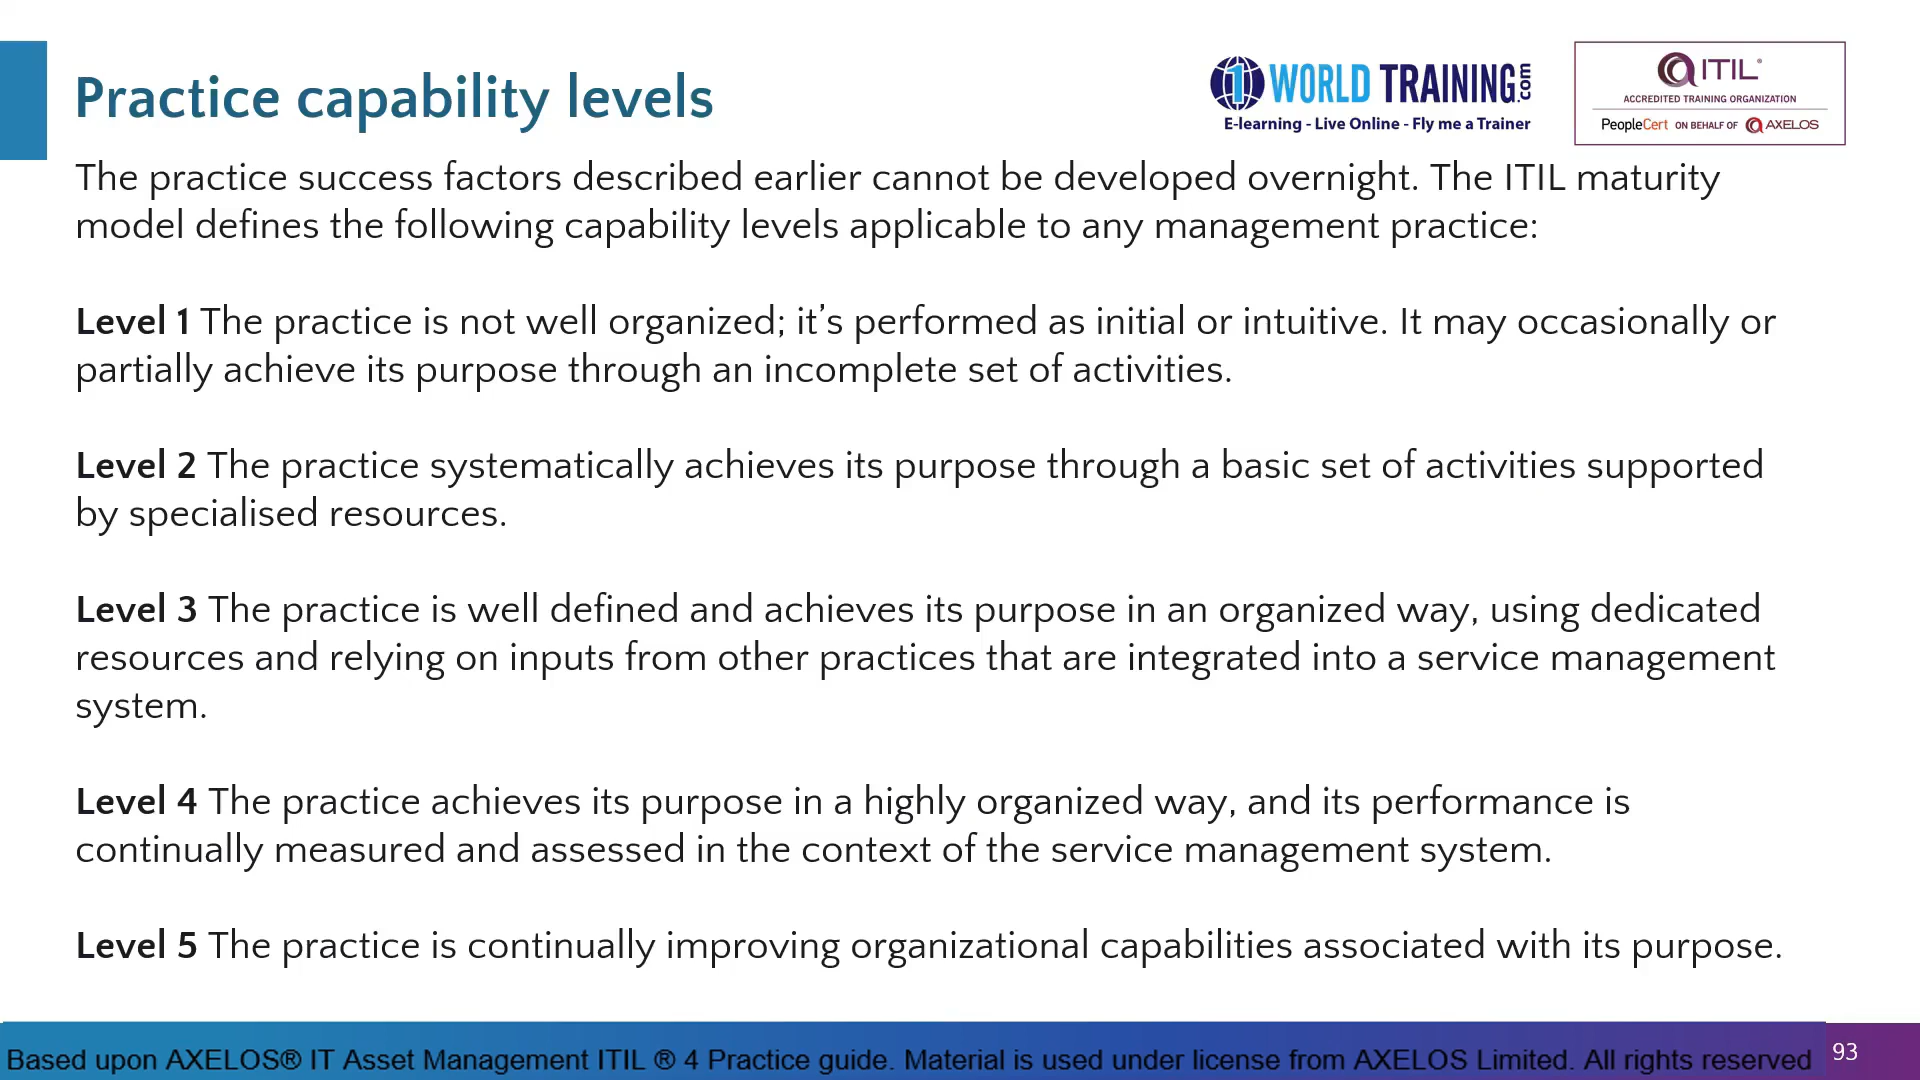 Practice capability levels
1 WORLD TRAINING.com
E-learning - Live Online - Fly me a Trainer
ITIL®
ACCREDITED TRAINING ORGANIZATION
PeopleCert ON BEHALF OF AXELOS
The practice success factors described earlier cannot be developed overnight. The ITIL maturity
model defines the following capability levels applicable to any management practice:
Level 1 The practice is not well organized; it’s performed as initial or intuitive. It may occasionally or
partially achieve its purpose through an incomplete set of activities.
Level 2 The practice systematically achieves its purpose through a basic set of activities supported
by specialised resources.
Level 3 The practice is well defined and achieves its purpose in an organized way, using dedicated
resources and relying on inputs from other practices that are integrated into a service management
system.
Level 4 The practice achieves its purpose in a highly organized way, and its performance is
continually measured and assessed in the context of the service management system.
Level 5 The practice is continually improving organizational capabilities associated with its purpose.
Based upon AXELOS® IT Asset Management ITIL ® 4 Practice guide. Material is used under license from AXELOS Limited. All rights reserved
93